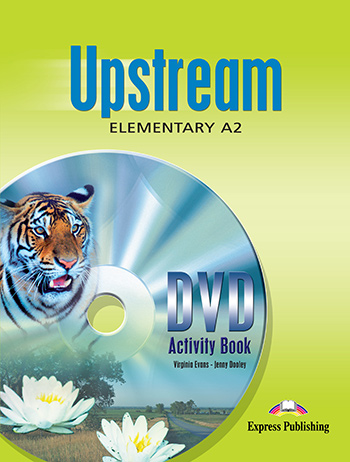 Upstream
ELEMENTARY A2
DVD
Activity Book
Virginia Evans - Jenny Dooley
Express Publishing